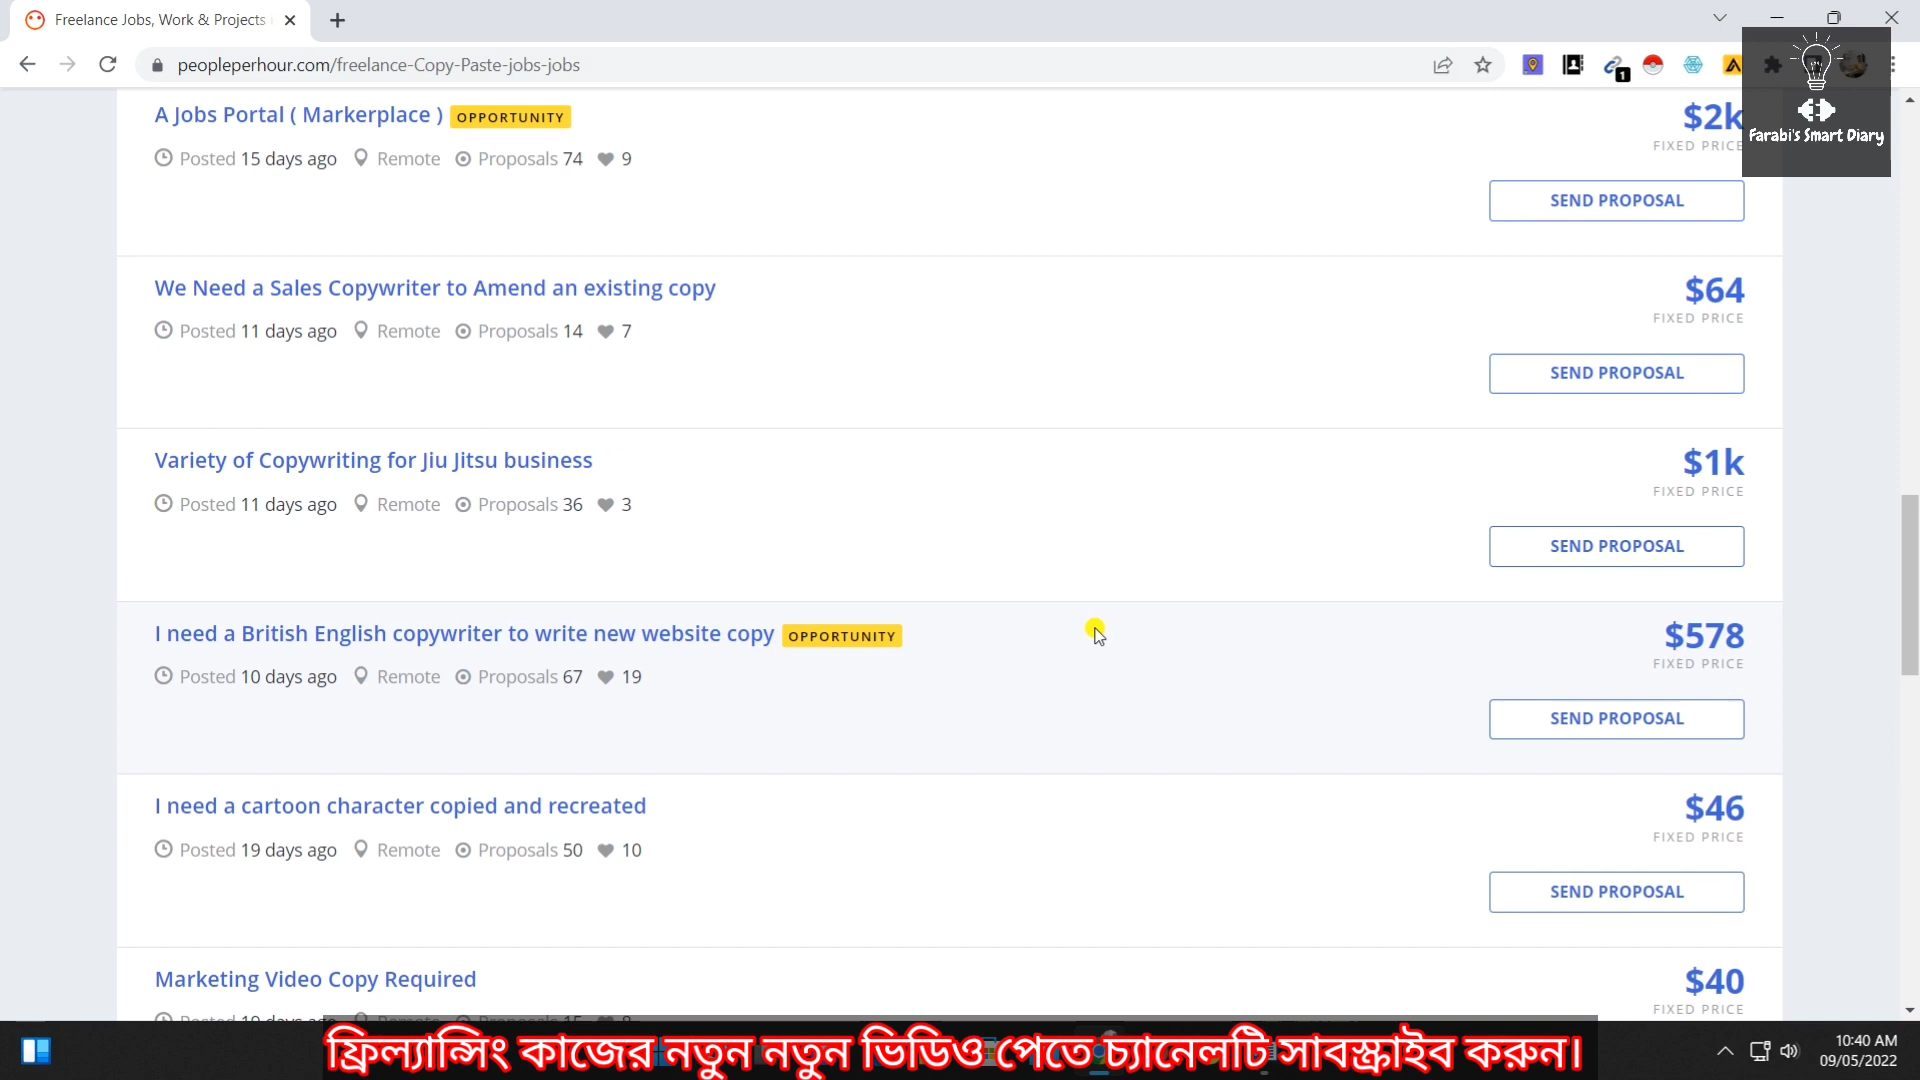 Freelance Jobs, Work & Projects
peopleperhour.com/freelance-Copy-Paste-jobs-jobs
1
Farabi's Smart Diary
A Jobs Portal ( Markerplace ) OPPORTUNITY
$2k
Posted 15 days ago Remote Proposals 74 9
FIXED PRICE
SEND PROPOSAL
We Need a Sales Copywriter to Amend an existing copy
$64
Posted 11 days ago Remote Proposals 14 7
FIXED PRICE
SEND PROPOSAL
Variety of Copywriting for Jiu Jitsu business
$1k
Posted 11 days ago Remote Proposals 36 3
FIXED PRICE
SEND PROPOSAL
I need a British English copywriter to write new website copy OPPORTUNITY
$578
Posted 10 days ago Remote Proposals 67 19
FIXED PRICE
SEND PROPOSAL
I need a cartoon character copied and recreated
$46
Posted 19 days ago Remote Proposals 50 10
FIXED PRICE
SEND PROPOSAL
Marketing Video Copy Required
$40
FIXED PRICE
ফ্রিল্যান্সিং কাজের নতুন নতুন ভিডিও পেতে চ্যানেলটি সাবস্ক্রাইব করুন।
10:40 AM
09/05/2022